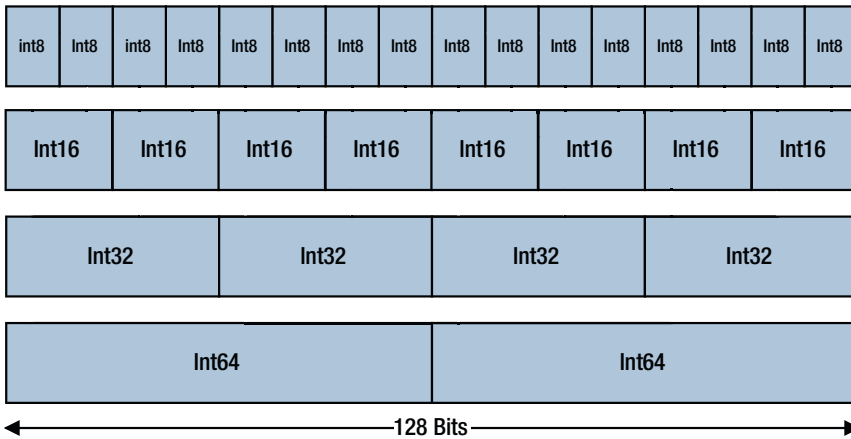 int8 Int8 int8 Int8 Int8 Int8 Int8 Int8 Int8 Int8 Int8 Int8 Int8 Int8 Int8 Int8
Int16 Int16 Int16 Int16 Int16 Int16 Int16 Int16
Int32 Int32 Int32 Int32
Int64 Int64
128 Bits